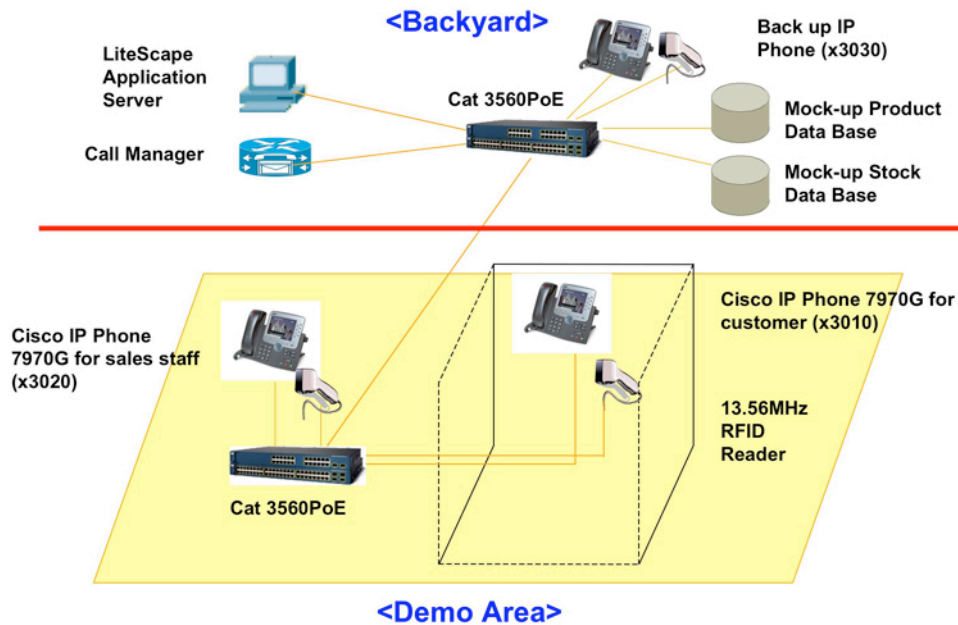 <Backyard>
LiteScape
Application
Server
Back up IP
Phone (x3030)
Cat 3560PoE
Mock-up Product
Data Base
Call Manager
Mock-up Stock
Data Base
Cisco IP Phone 7970G for
customer (x3010)
Cisco IP Phone
7970G for sales staff
(x3020)
13.56MHz
RFID
Reader
Cat 3560PoE
<Demo Area>